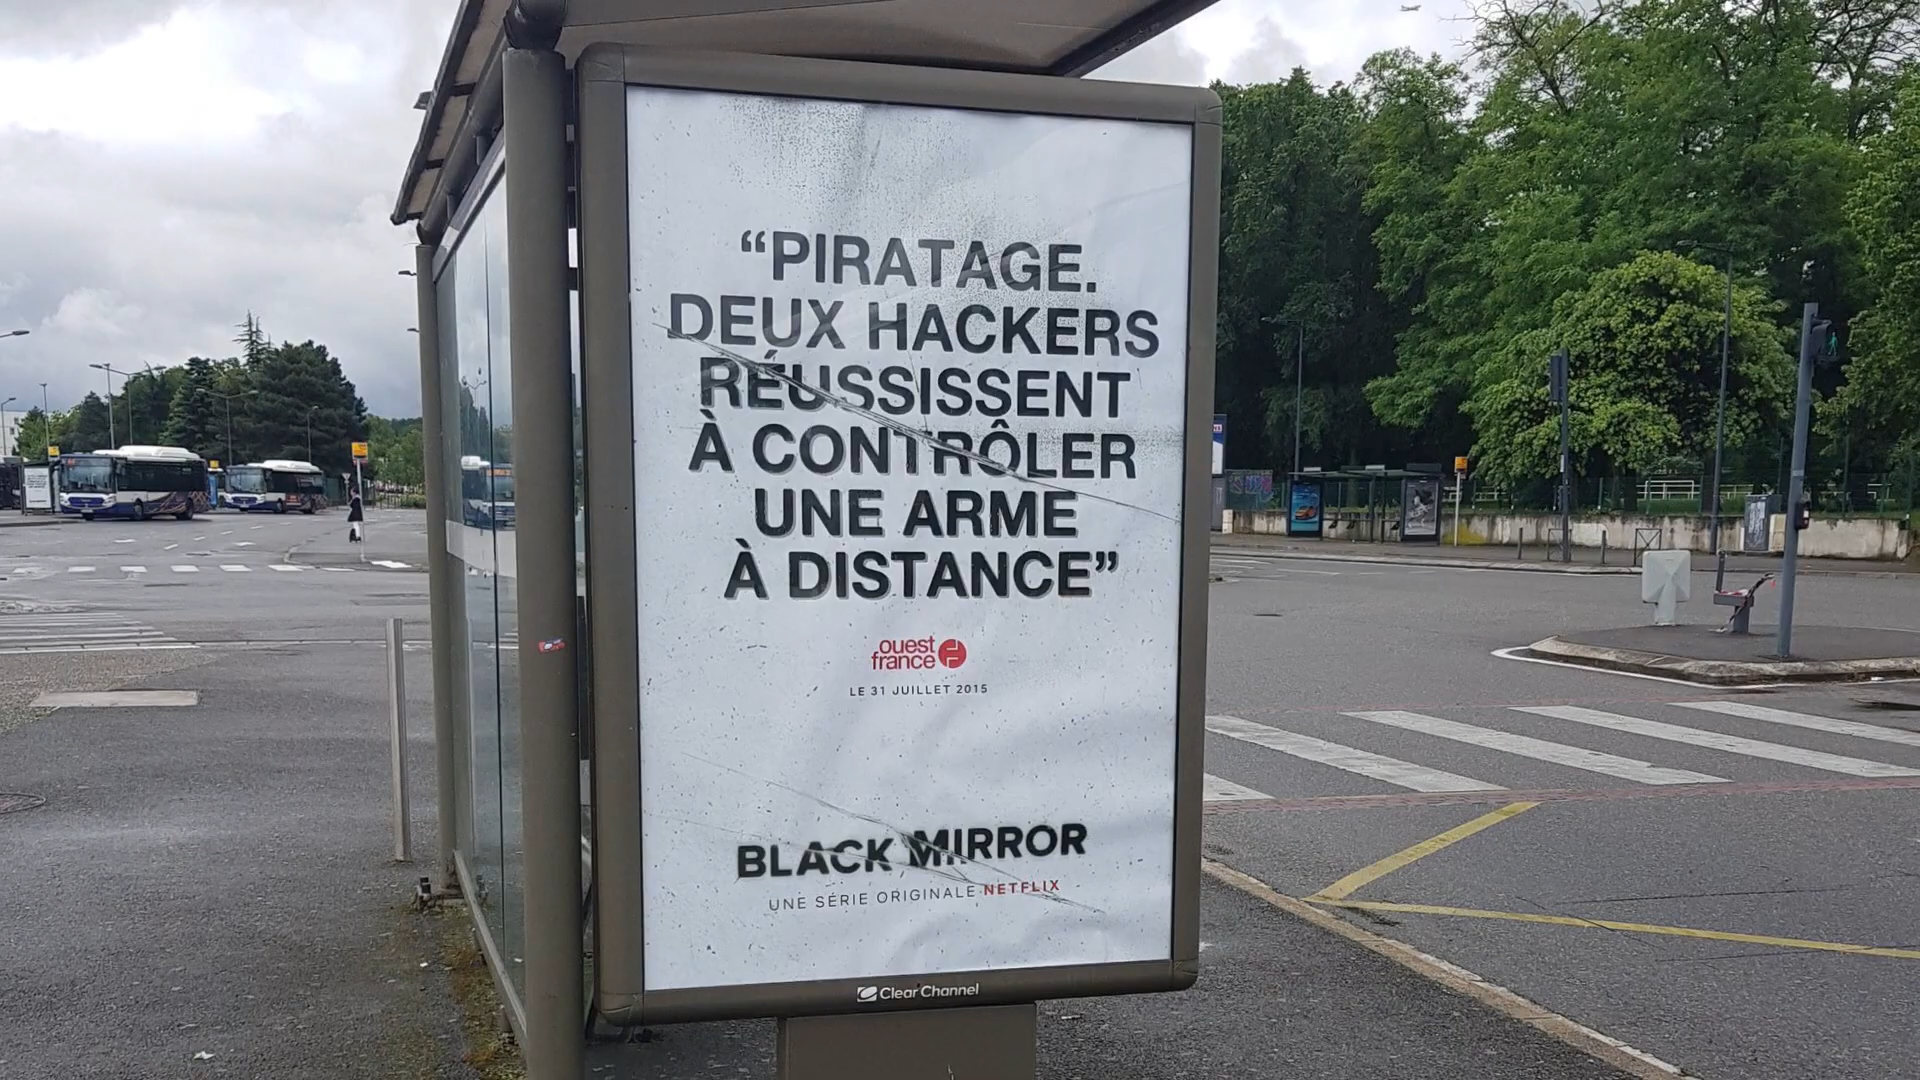 “PIRATAGE.
DEUX HACKERS
RÉUSSISSENT
À CONTRÔLER
UNE ARME
À DISTANCE”
ouest
france
LE 31 JUILLET 2015
BLACK MIRROR
UNE SÉRIE ORIGINALE NETFLIX
Clear Channel